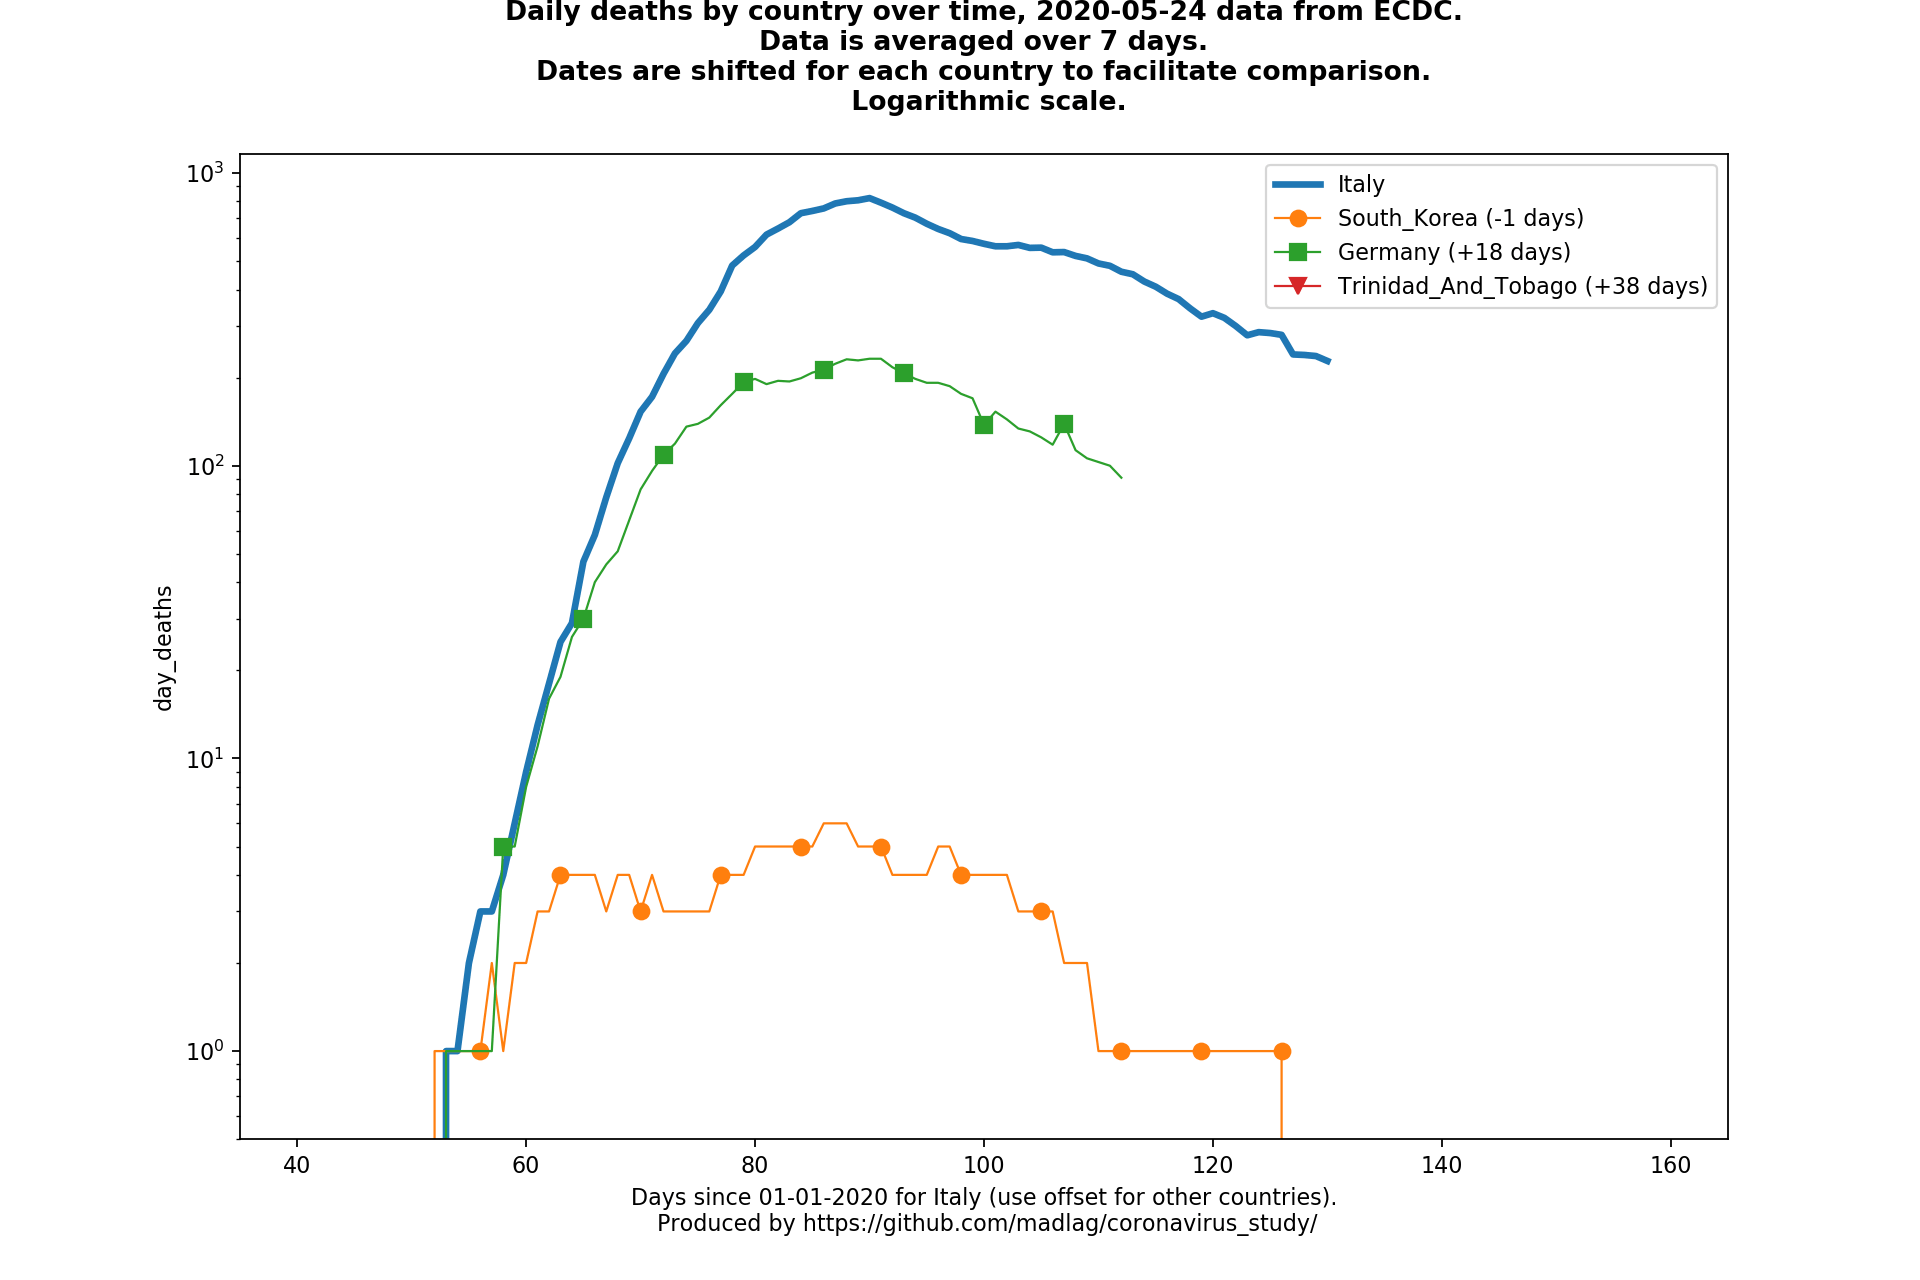 Daily deaths by country over time, 2020-05-24 data from ECDC.
Data is averaged over 7 days.
Dates are shifted for each country to facilitate comparison.
Logarithmic scale.
10³
10²
10¹
10⁰
day_deaths
Italy
South_Korea (-1 days)
Germany (+18 days)
Trinidad_And_Tobago (+38 days)
40 60 80 100 120 140 160
Days since 01-01-2020 for Italy (use offset for other countries).
Produced by https://github.com/madlag/coronavirus_study/